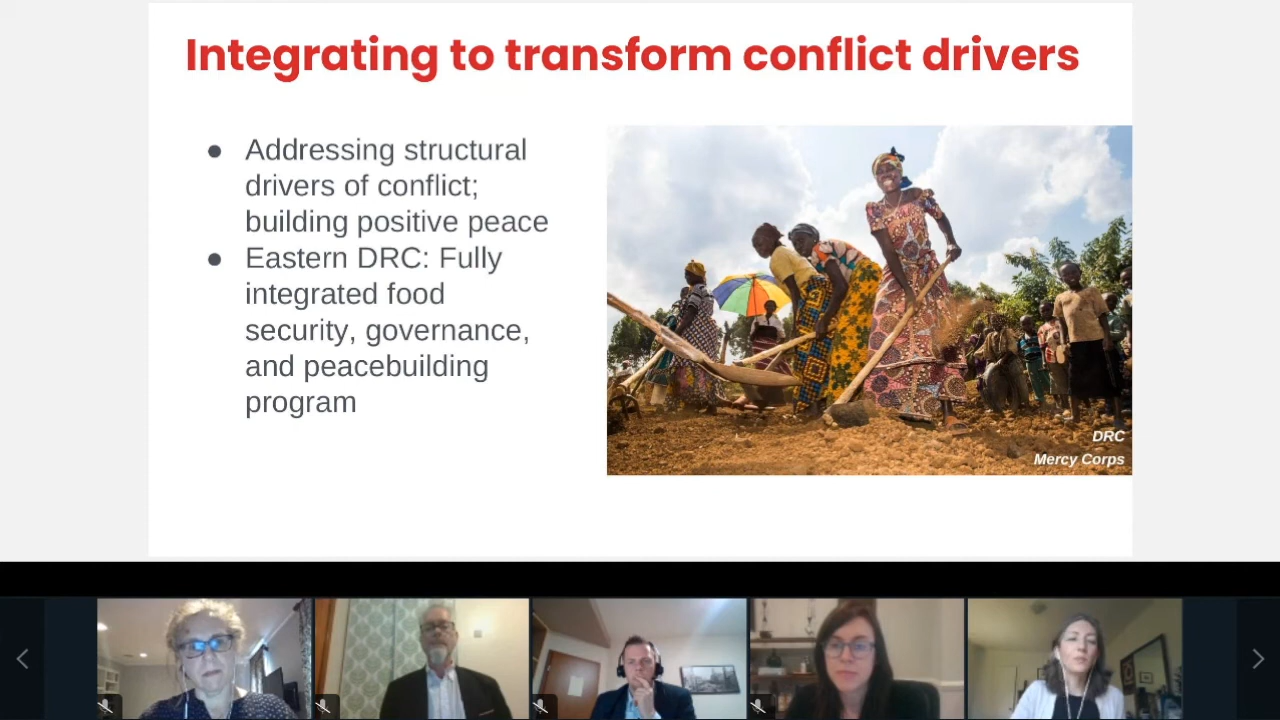 Integrating to transform conflict drivers
● Addressing structural
drivers of conflict;
building positive peace
● Eastern DRC: Fully
integrated food
security, governance,
and peacebuilding
program
DRC
Mercy Corps